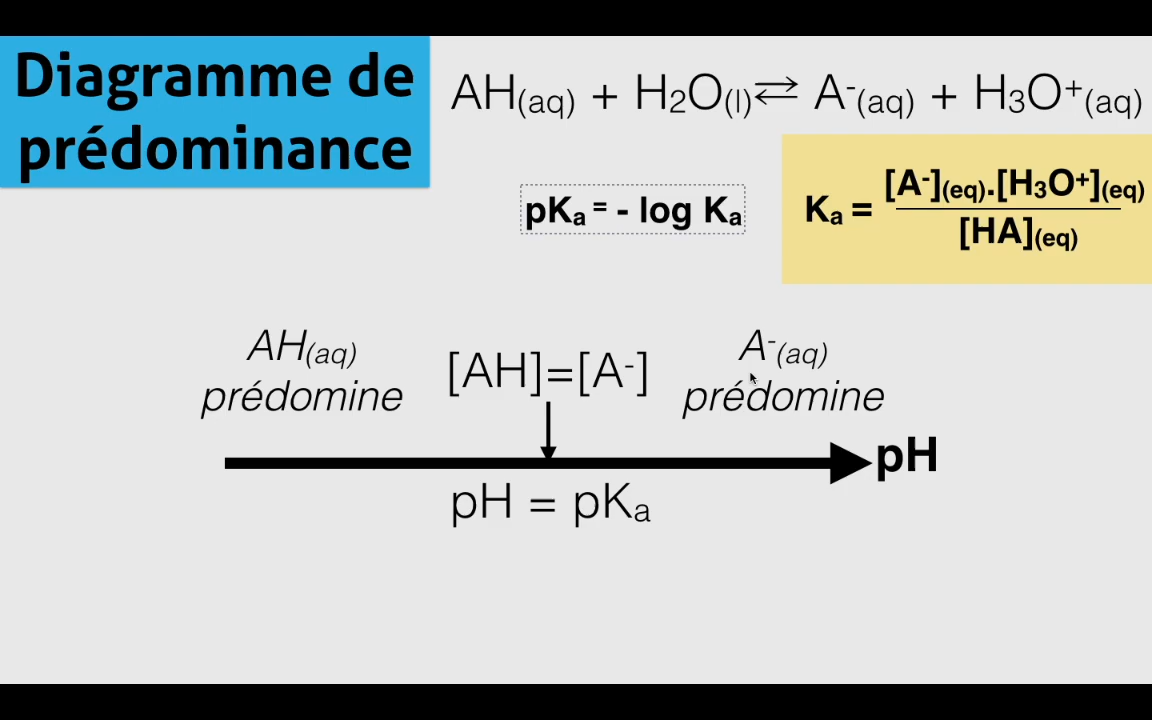 Diagramme de
prédominance
AH(aq) + H2O(l)⇄ A-(aq) + H3O+(aq)
pKa = - log Ka
Ka = [A-](eq).[H3O+](eq)
[HA](eq)
AH(aq)
prédomine
[AH]=[A-]
A-(aq)
prédomine
pH
pH = pKa